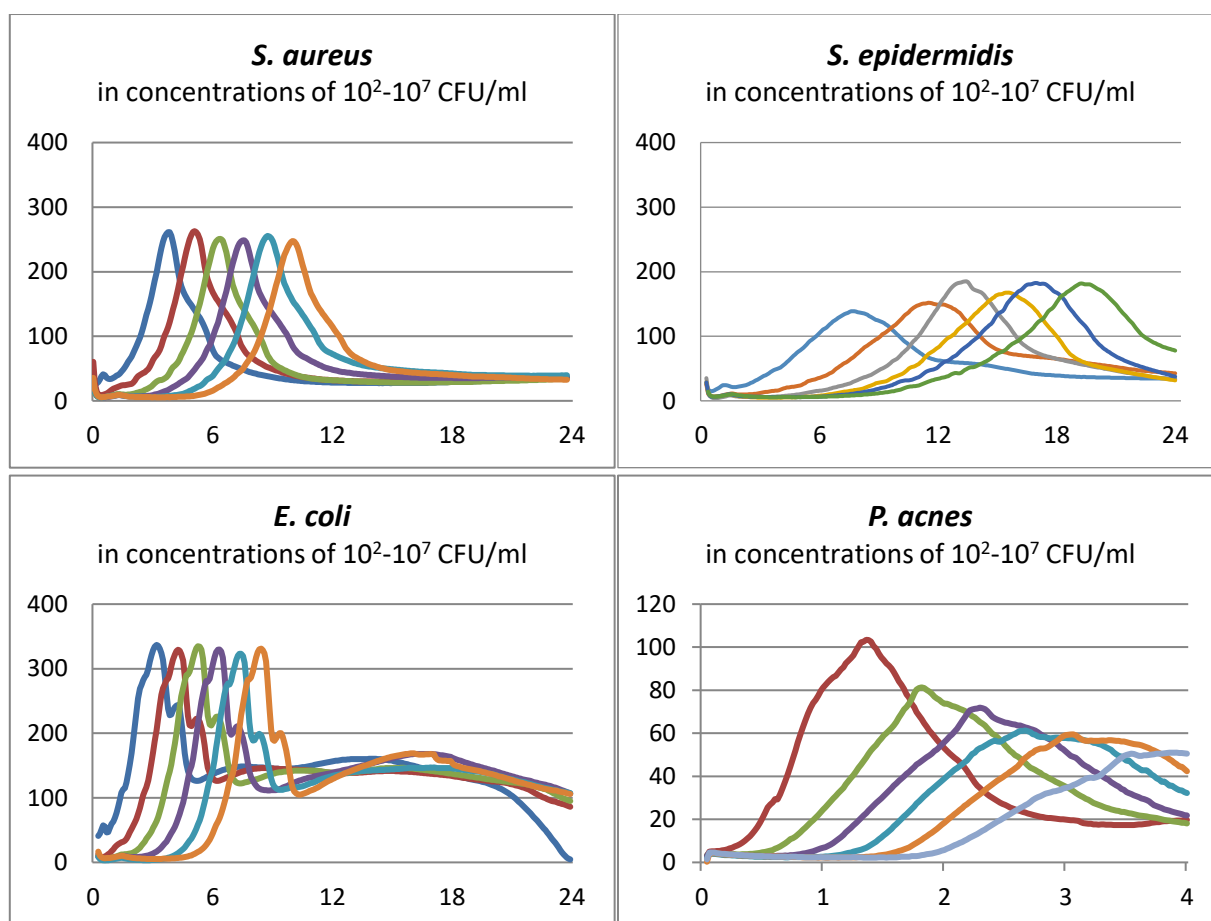 S. aureus
in concentrations of 10²-10⁷ CFU/ml
400
300
200
100
0
0 6 12 18 24
S. epidermidis
in concentrations of 10²-10⁷ CFU/ml
400
300
200
100
0
0 6 12 18 24
E. coli
in concentrations of 10²-10⁷ CFU/ml
400
300
200
100
0
0 6 12 18 24
P. acnes
in concentrations of 10²-10⁷ CFU/ml
120
100
80
60
40
20
0
0 1 2 3 4